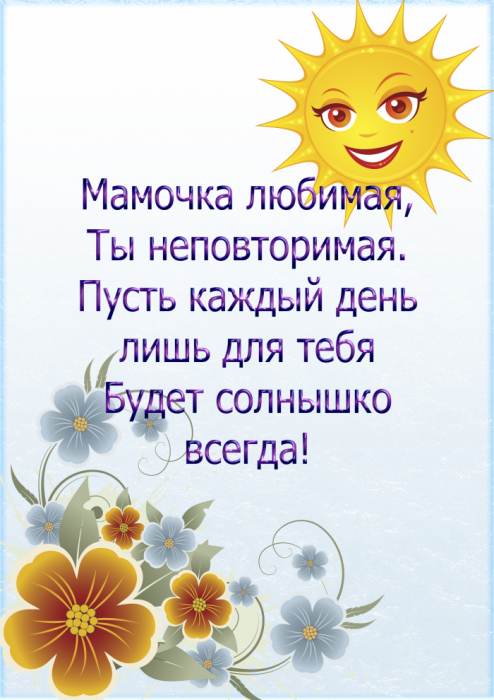 Мамочка любимая,
Ты неповторимая.
Пусть каждый день
лишь для тебя
Будет солнышко
всегда!